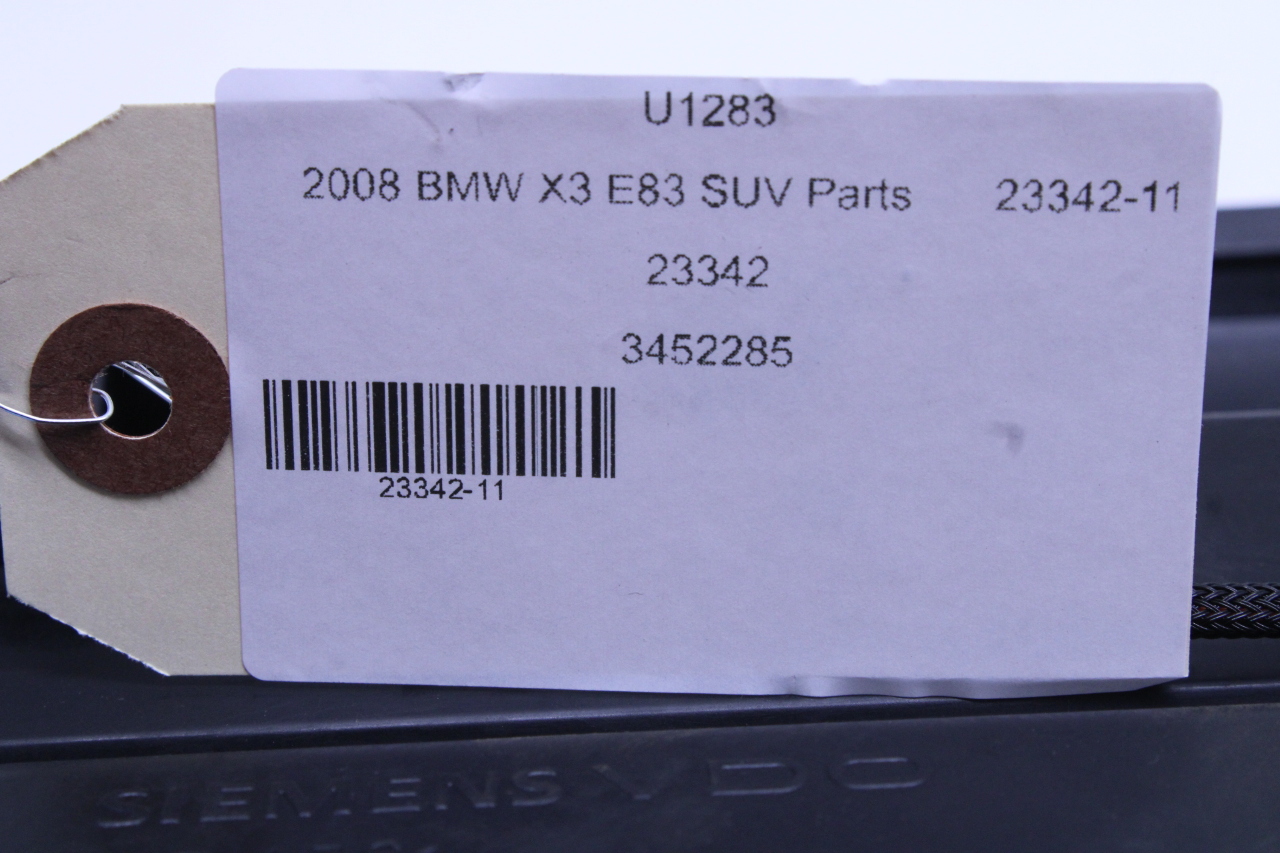 U1283
2008 BMW X3 E83 SUV Parts 23342-11
23342
3452285
23342-11
SIEMENS VDO